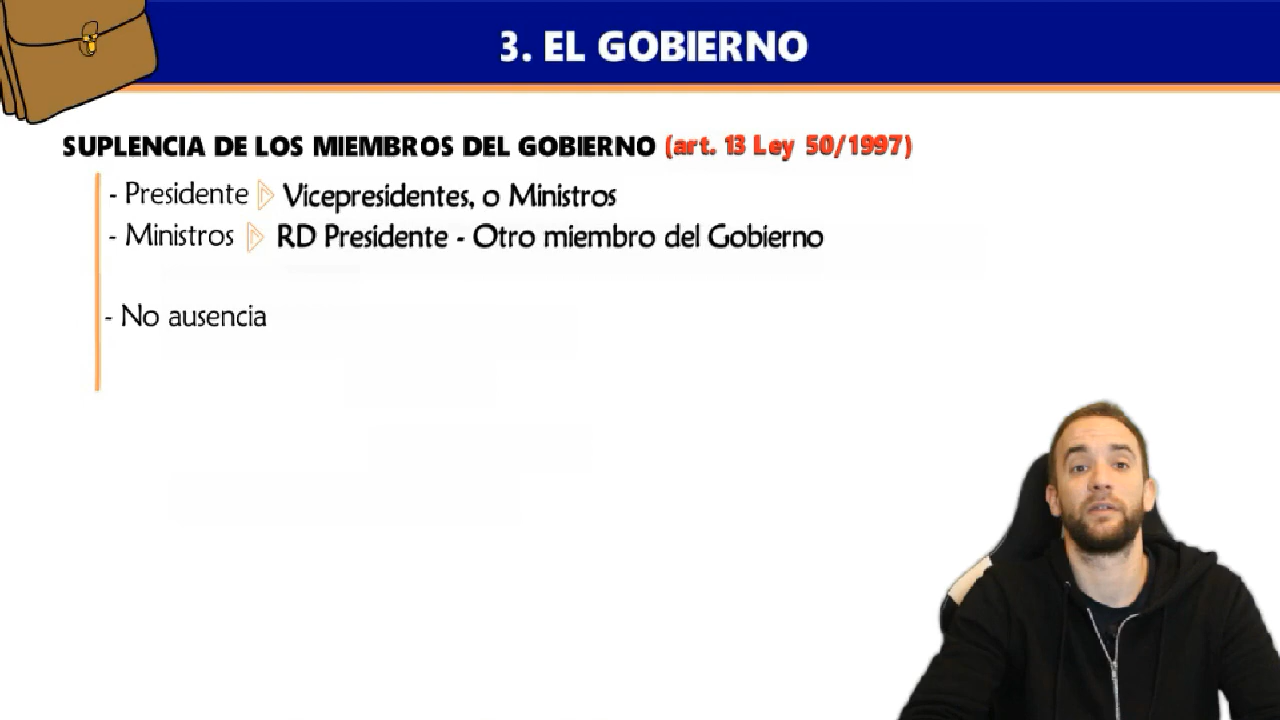 3. EL GOBIERNO
SUPLENCIA DE LOS MIEMBROS DEL GOBIERNO (art. 13 Ley 50/1997)
- Presidente Vicepresidentes, o Ministros
- Ministros RD Presidente - Otro miembro del Gobierno
- No ausencia